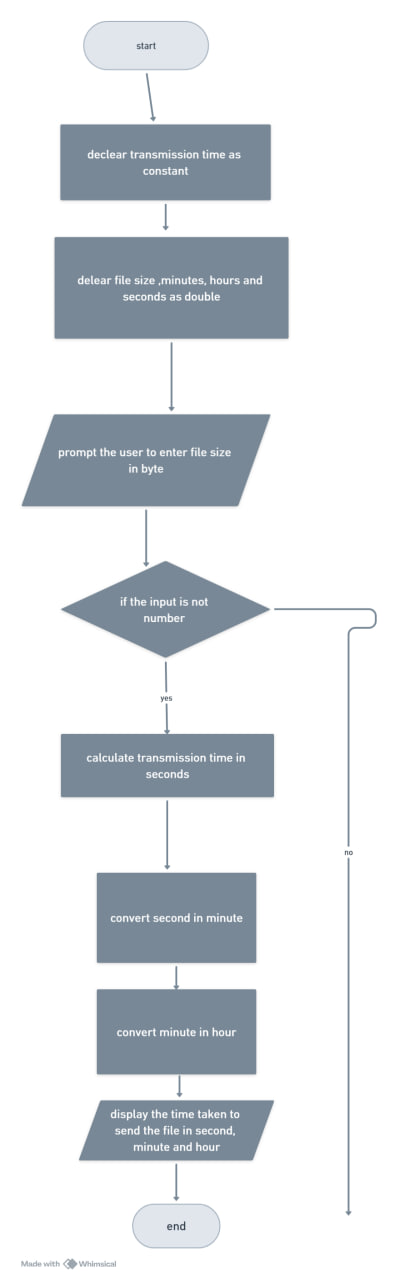 start
declear transmission time as
constant
delear file size ,minutes, hours and
seconds as double
prompt the user to enter file size
in byte
if the input is not
number
yes
calculate transmission time in
seconds
no
convert second in minute
convert minute in hour
display the time taken to
send the file in second,
minute and hour
end
Made with Whimsical